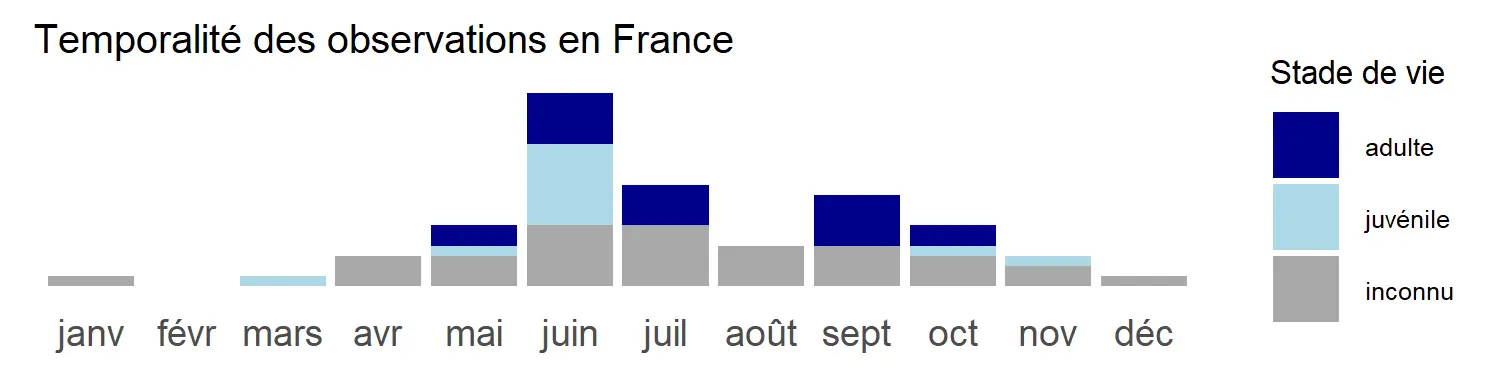 Temporalité des observations en France
Stade de vie
adulte
juvénile
inconnu
janv févr mars avr mai juin juil août sept oct nov déc